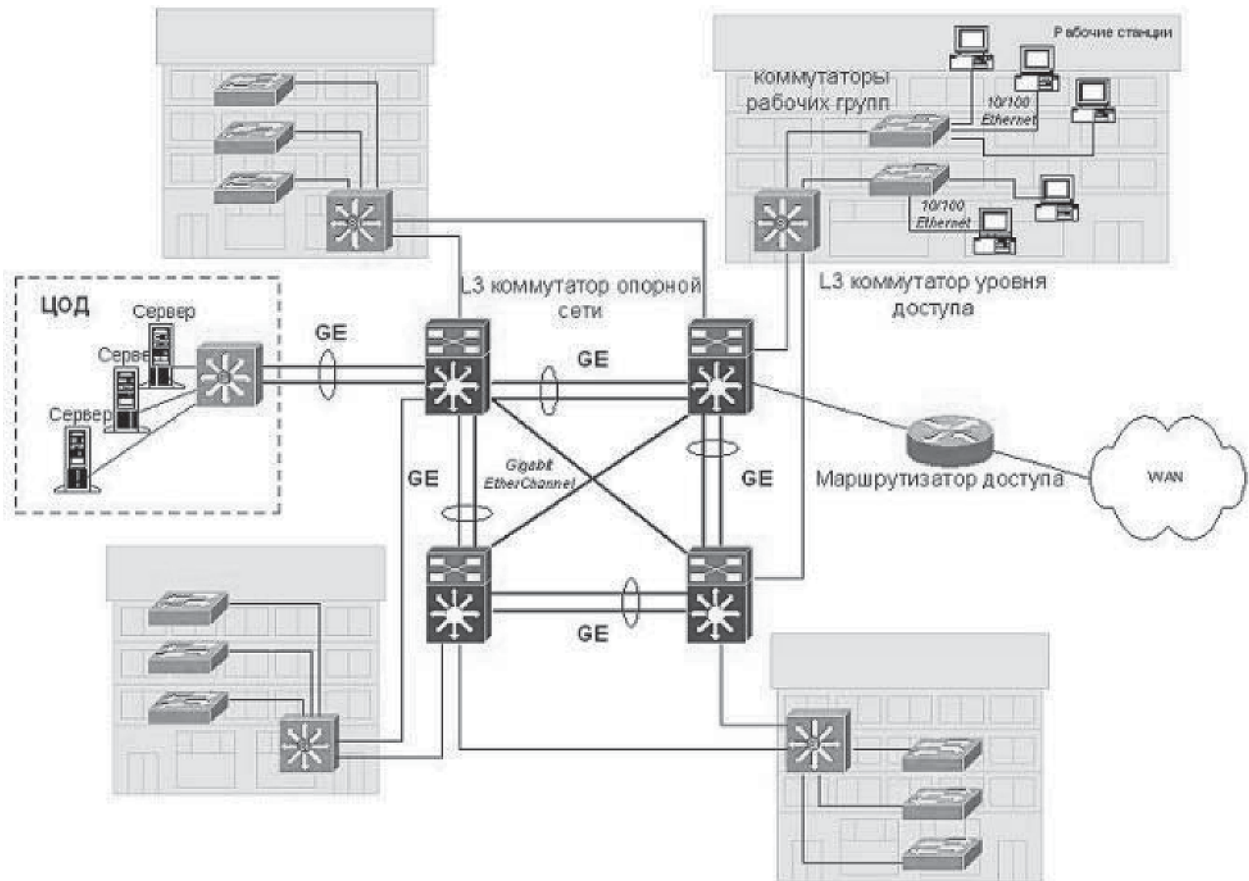 Рабочие станции
коммутаторы
рабочих групп
10/100
Ethernet
10/100
Ethernet
L3 коммутатор опорной
сети
L3 коммутатор уровня
доступа
ЦОД
Сервер
Серве
Сервер
GE
GE
GE
Gigabit
EtherChannel
GE
GE
Маршрутизатор доступа
WAN